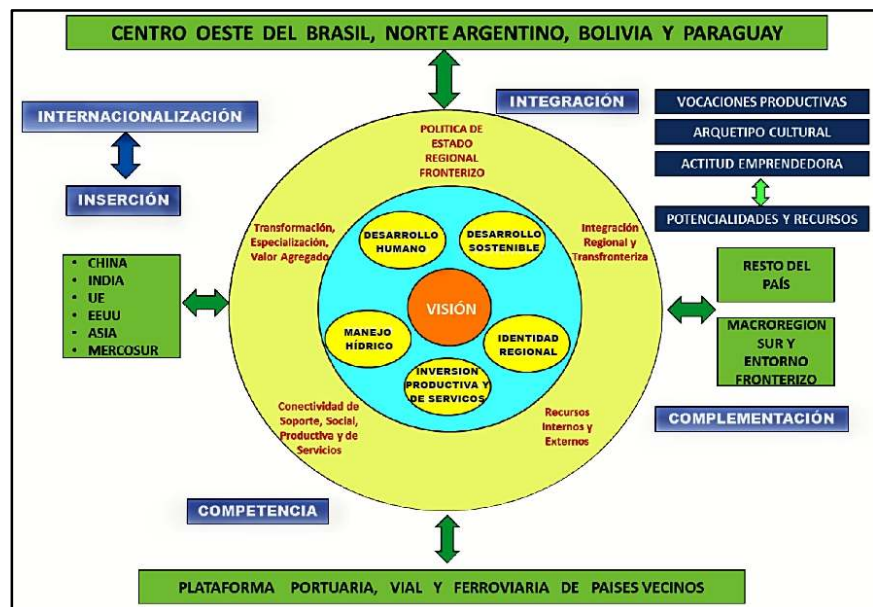 CENTRO OESTE DEL BRASIL, NORTE ARGENTINO, BOLIVIA Y PARAGUAY
INTEGRACIÓN
VOCACIONES PRODUCTIVAS
ARQUETIPO CULTURAL
ACTITUD EMPRENDEDORA
POTENCIALIDADES Y RECURSOS
INTERNACIONALIZACIÓN
INSERCIÓN
POLITICA DE
ESTADO
REGIONAL
FRONTERIZO
Transformación,
Especialización,
Valor Agregado
DESARROLLO
HUMANO
DESARROLLO
SOSTENIBLE
Integración
Regional y
Transfronteriza
• CHINA
• INDIA
• UE
• EEUU
• ASIA
• MERCOSUR
VISIÓN
RESTO DEL
PAÍS
MANEJO
HÍDRICO
IDENTIDAD
REGIONAL
MACROREGION
SUR Y
ENTORNO
FRONTERIZO
INVERSION
PRODUCTIVA Y
DE SERVICOS
Conectividad de
Soporte, Social,
Productiva y de
Servicios
Recursos
Internos y
Externos
COMPLEMENTACIÓN
COMPETENCIA
PLATAFORMA PORTUARIA, VIAL Y FERROVIARIA DE PAISES VECINOS